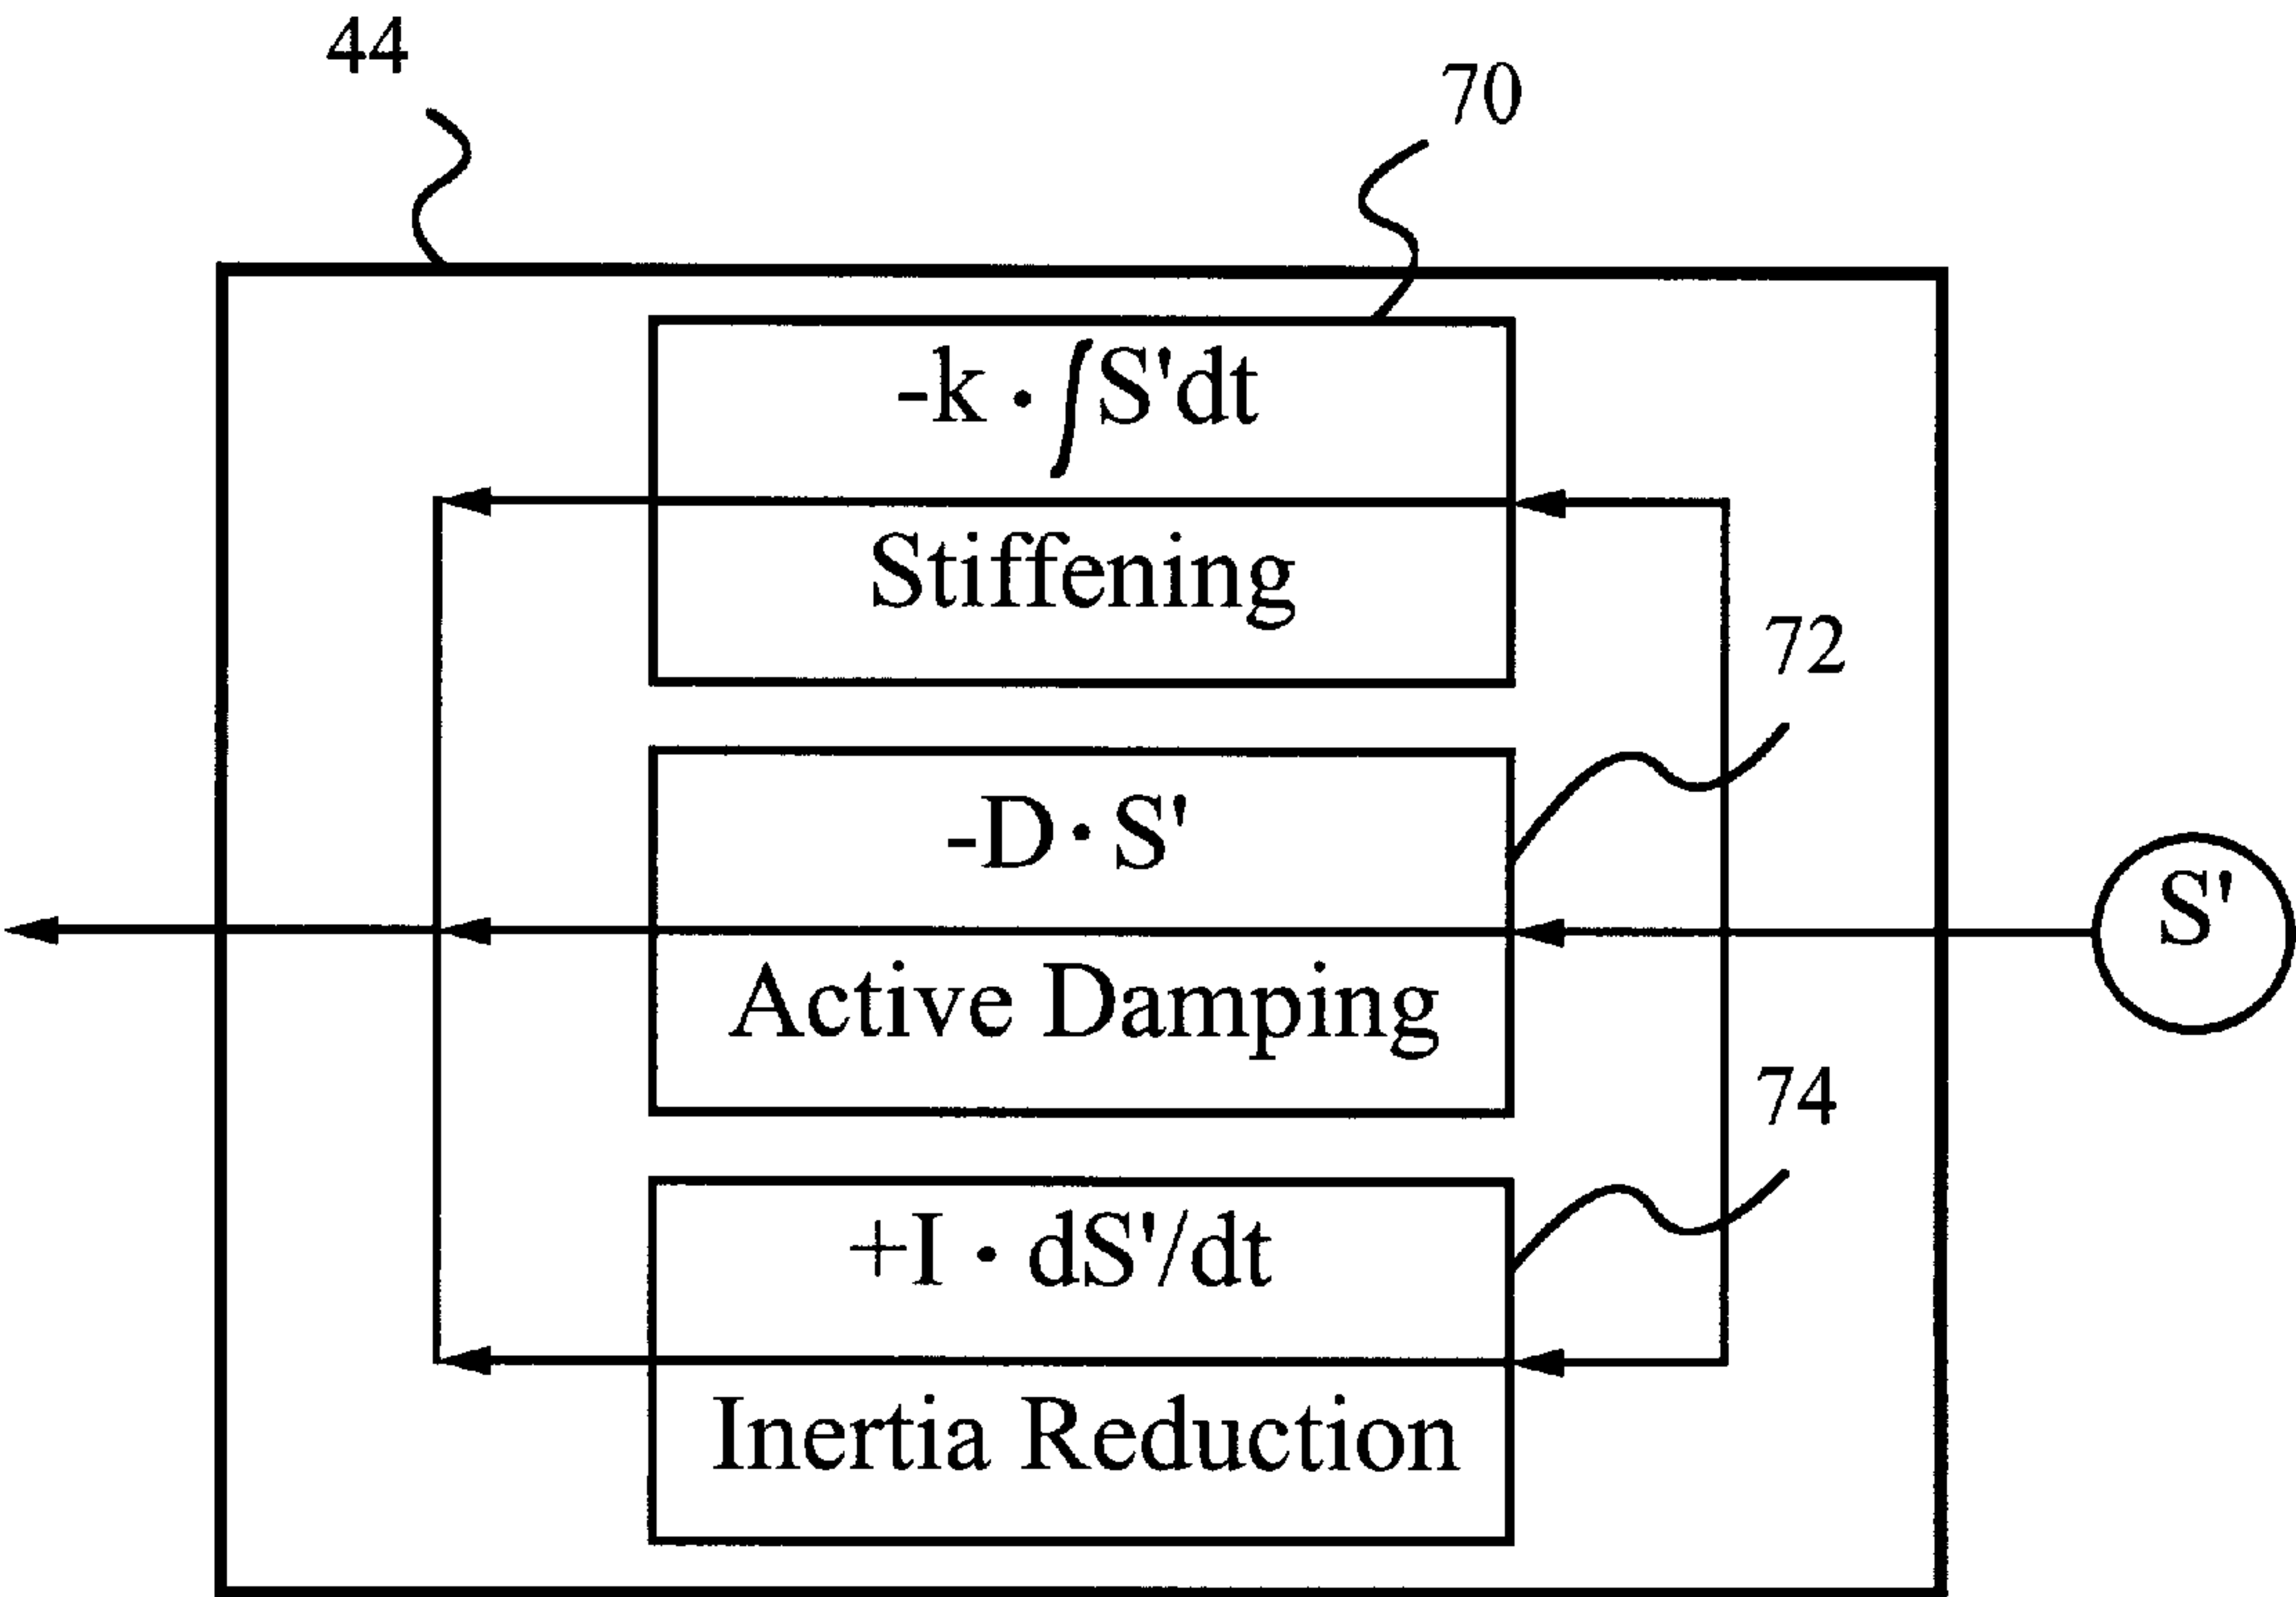 44
70
-k · ∫S'dt
Stiffening
72
-D · S'
Active Damping
S'
74
+I · dS'/dt
Inertia Reduction